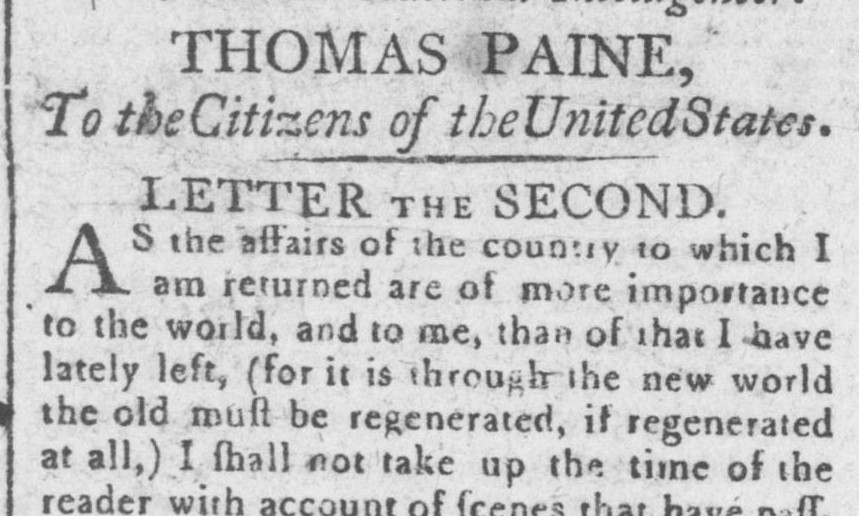 THOMAS PAINE,
To the Citizens of the United States.
LETTER THE SECOND.
AS the affairs of the country to which I
am returned are of more importance
to the world, and to me, than of that I have
lately left, (for it is through the new world
the old muſt be regenerated, if regenerated
at all,) I ſhall not take up the time of the
reader with account of ſcenes that have paſſ-